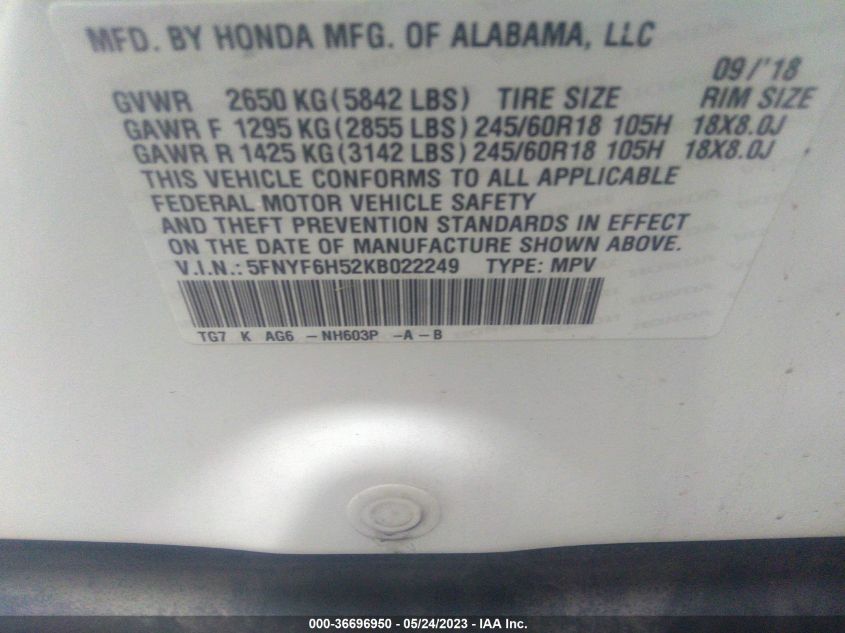 MFD. BY HONDA MFG. OF ALABAMA, LLC
09/'18
GVWR 2650 KG(5842 LBS) TIRE SIZE RIM SIZE
GAWR F 1295 KG(2855 LBS)245/60R18 105H 18X8.0J
GAWR R 1425 KG(3142 LBS)245/60R18 105H 18X8.0J
THIS VEHICLE CONFORMS TO ALL APPLICABLE
FEDERAL MOTOR VEHICLE SAFETY
AND THEFT PREVENTION STANDARDS IN EFFECT
ON THE DATE OF MANUFACTURE SHOWN ABOVE.
V.I.N.: 5FNYF6H52KB022249 TYPE: MPV
TG7 K AG6 -NH603P -A-B
000-36696950 - 05/24/2023 - IAA Inc.